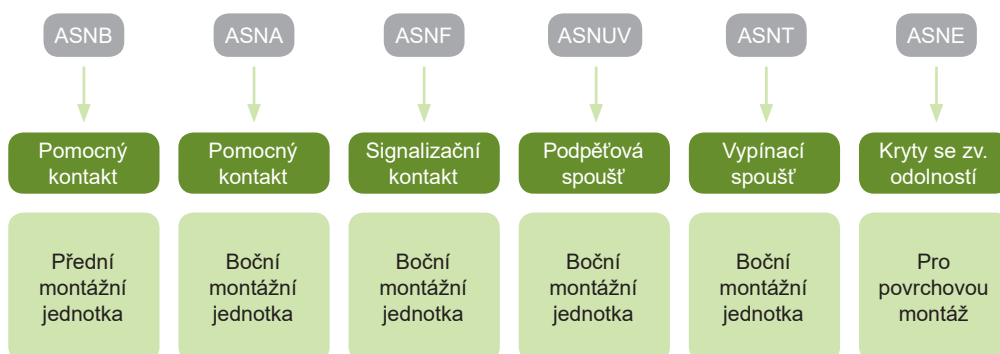 ASNB
ASNA
ASNF
ASNUV
ASNT
ASNE
Pomocný
kontakt
Pomocný
kontakt
Signalizační
kontakt
Podpěťová
spoušť
Vypínací
spoušť
Kryty se zv.
odolností
Přední
montážní
jednotka
Boční
montážní
jednotka
Boční
montážní
jednotka
Boční
montážní
jednotka
Boční
montážní
jednotka
Pro
povrchovou
montáž